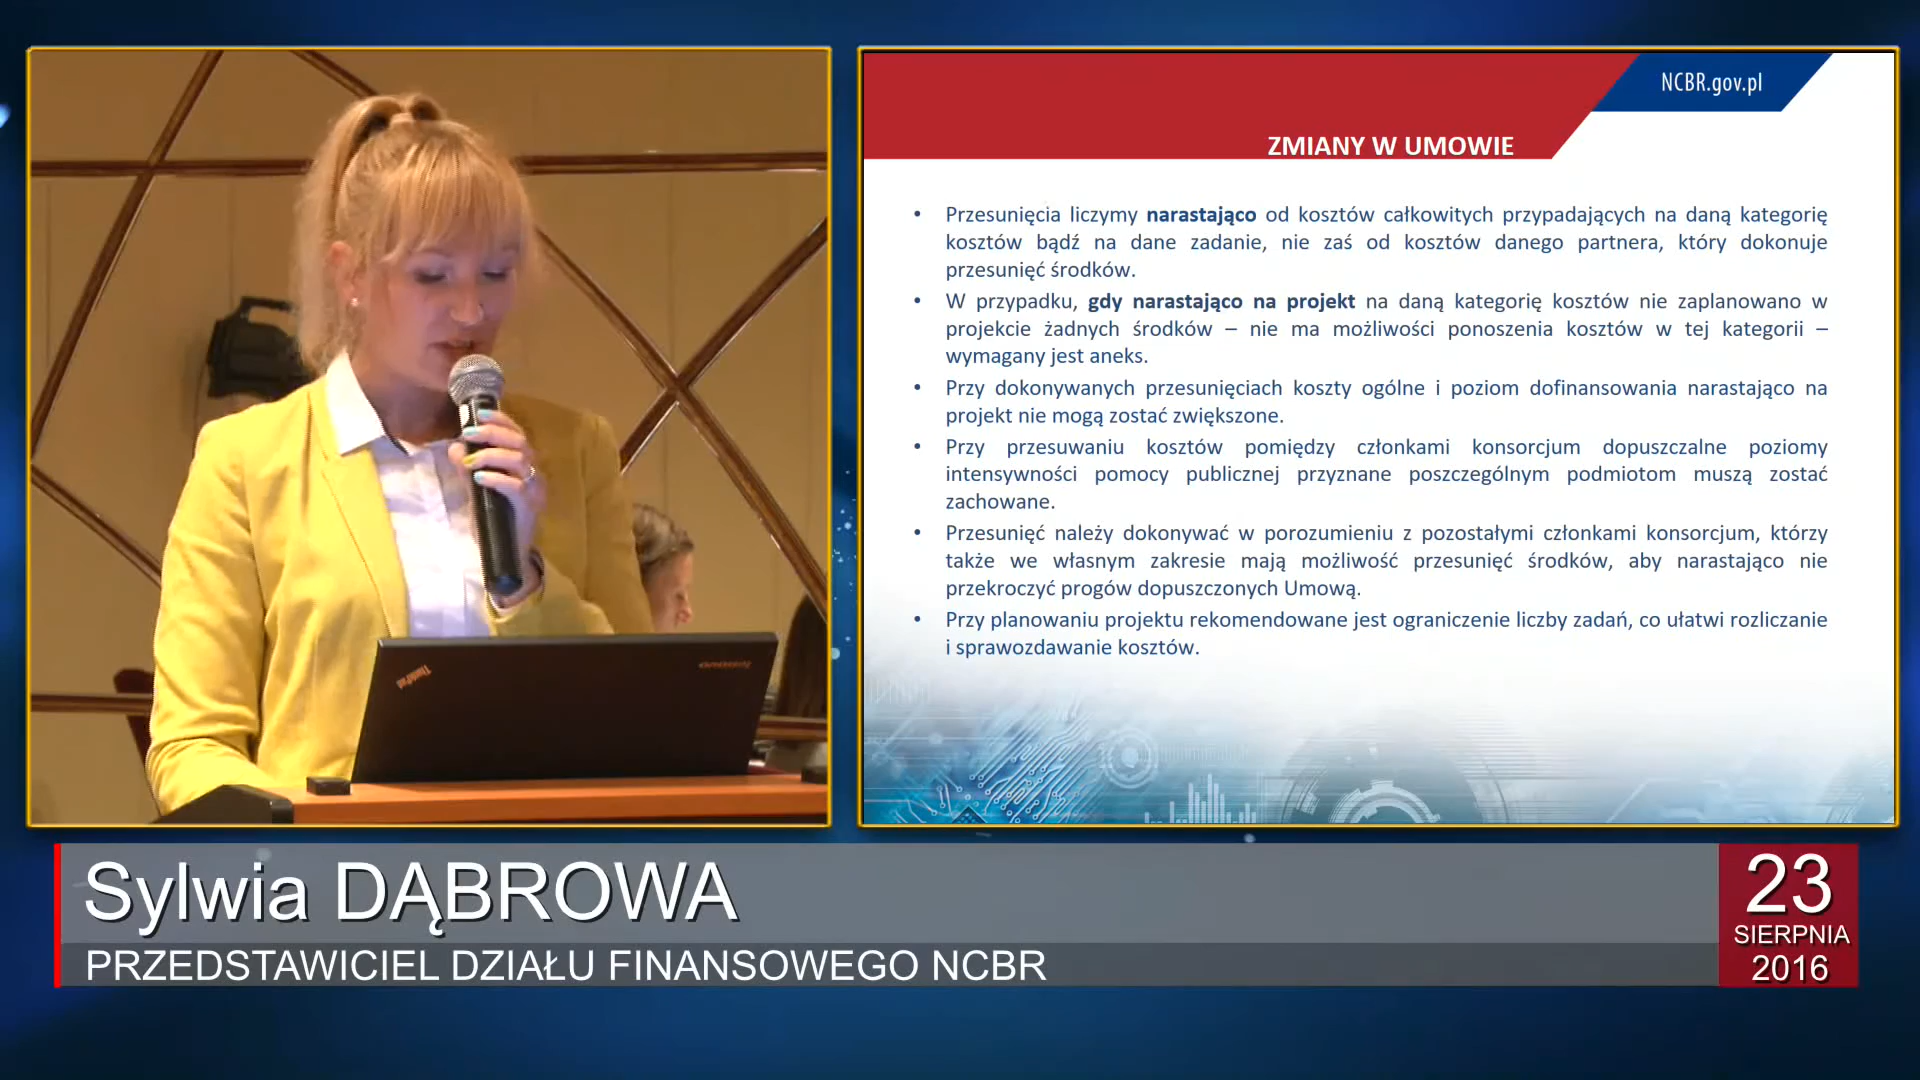 NCBR.gov.pl
ZMIANY W UMOWIE
• Przesunięcia liczymy narastająco od kosztów całkowitych przypadających na daną kategorię
kosztów bądź na dane zadanie, nie zaś od kosztów danego partnera, który dokonuje
przesunięć środków.
• W przypadku, gdy narastająco na projekt na daną kategorię kosztów nie zaplanowano w
projekcie żadnych środków – nie ma możliwości ponoszenia kosztów w tej kategorii –
wymagany jest aneks.
• Przy dokonywanych przesunięciach koszty ogólne i poziom dofinansowania narastająco na
projekt nie mogą zostać zwiększone.
• Przy przesuwaniu kosztów pomiędzy członkami konsorcjum dopuszczalne poziomy
intensywności pomocy publicznej przyznane poszczególnym podmiotom muszą zostać
zachowane.
• Przesunięć należy dokonywać w porozumieniu z pozostałymi członkami konsorcjum, którzy
także we własnym zakresie mają możliwość przesunięć środków, aby narastająco nie
przekroczyć progów dopuszczonych Umową.
• Przy planowaniu projektu rekomendowane jest ograniczenie liczby zadań, co ułatwi rozliczanie
i sprawozdawanie kosztów.
ThinkPad
lenovo
Sylwia DĄBROWA
PRZEDSTAWICIEL DZIAŁU FINANSOWEGO NCBR
23
SIERPNIA
2016